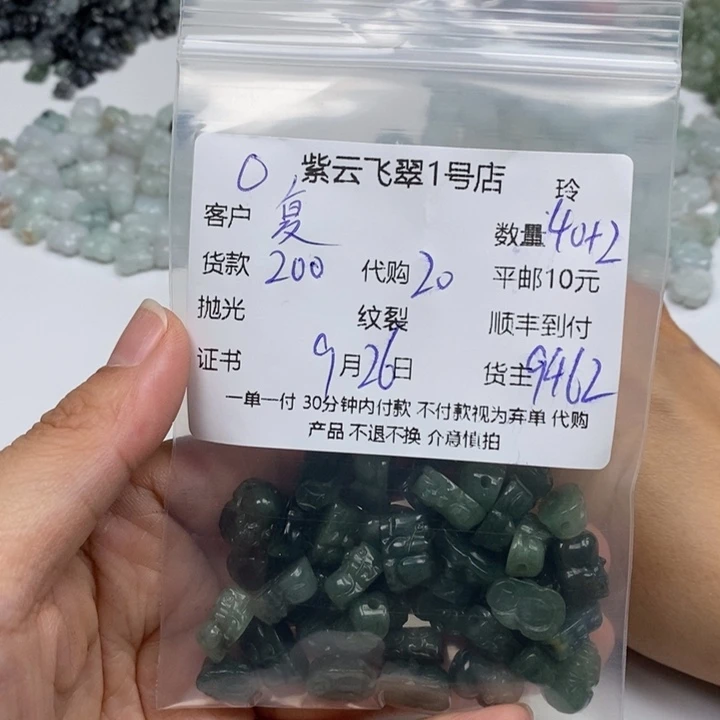 0 紫云飞翠1号店 玲
客户 夏 数量 40+2
货款 200 代购 20 平邮10元
抛光 纹裂 顺丰到付
证书 9月26日 货主 9462
一单一付 30分钟内付款 不付款视为弃单 代购
产品 不退不换 介意慎拍